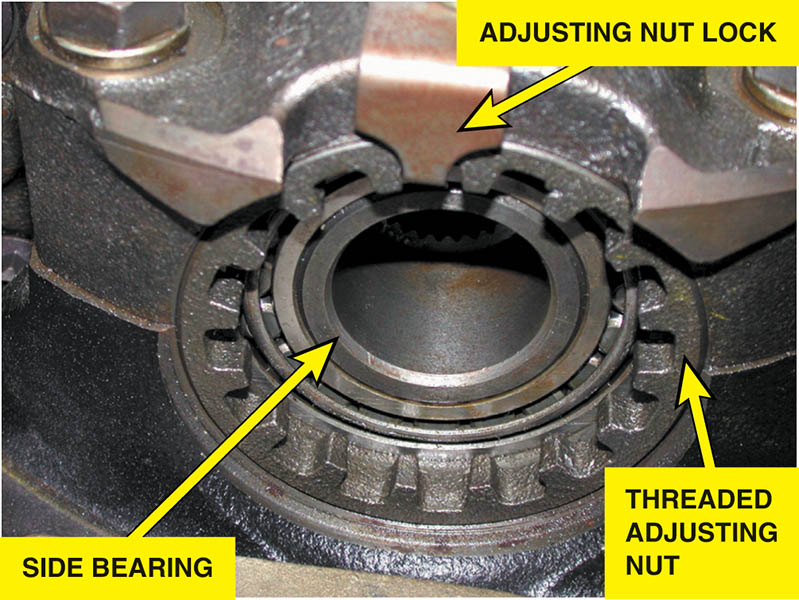 ADJUSTING NUT LOCK
SIDE BEARING
THREADED
ADJUSTING
NUT